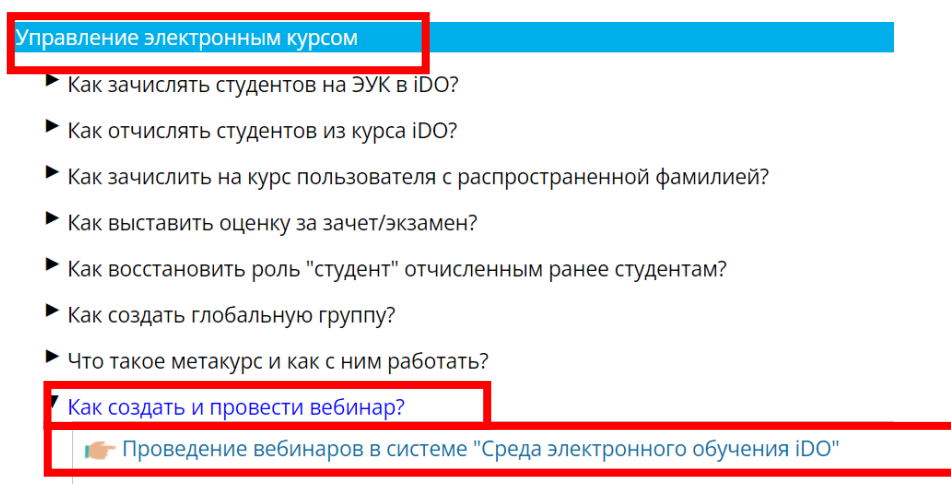 Управление электронным курсом
Как зачислять студентов на ЭУК в iDO?
Как отчислять студентов из курса iDO?
Как зачислить на курс пользователя с распространенной фамилией?
Как выставить оценку за зачет/экзамен?
Как восстановить роль "студент" отчисленным ранее студентам?
Как создать глобальную группу?
Что такое метакурс и как с ним работать?
Как создать и провести вебинар?
Проведение вебинаров в системе "Среда электронного обучения iDO"